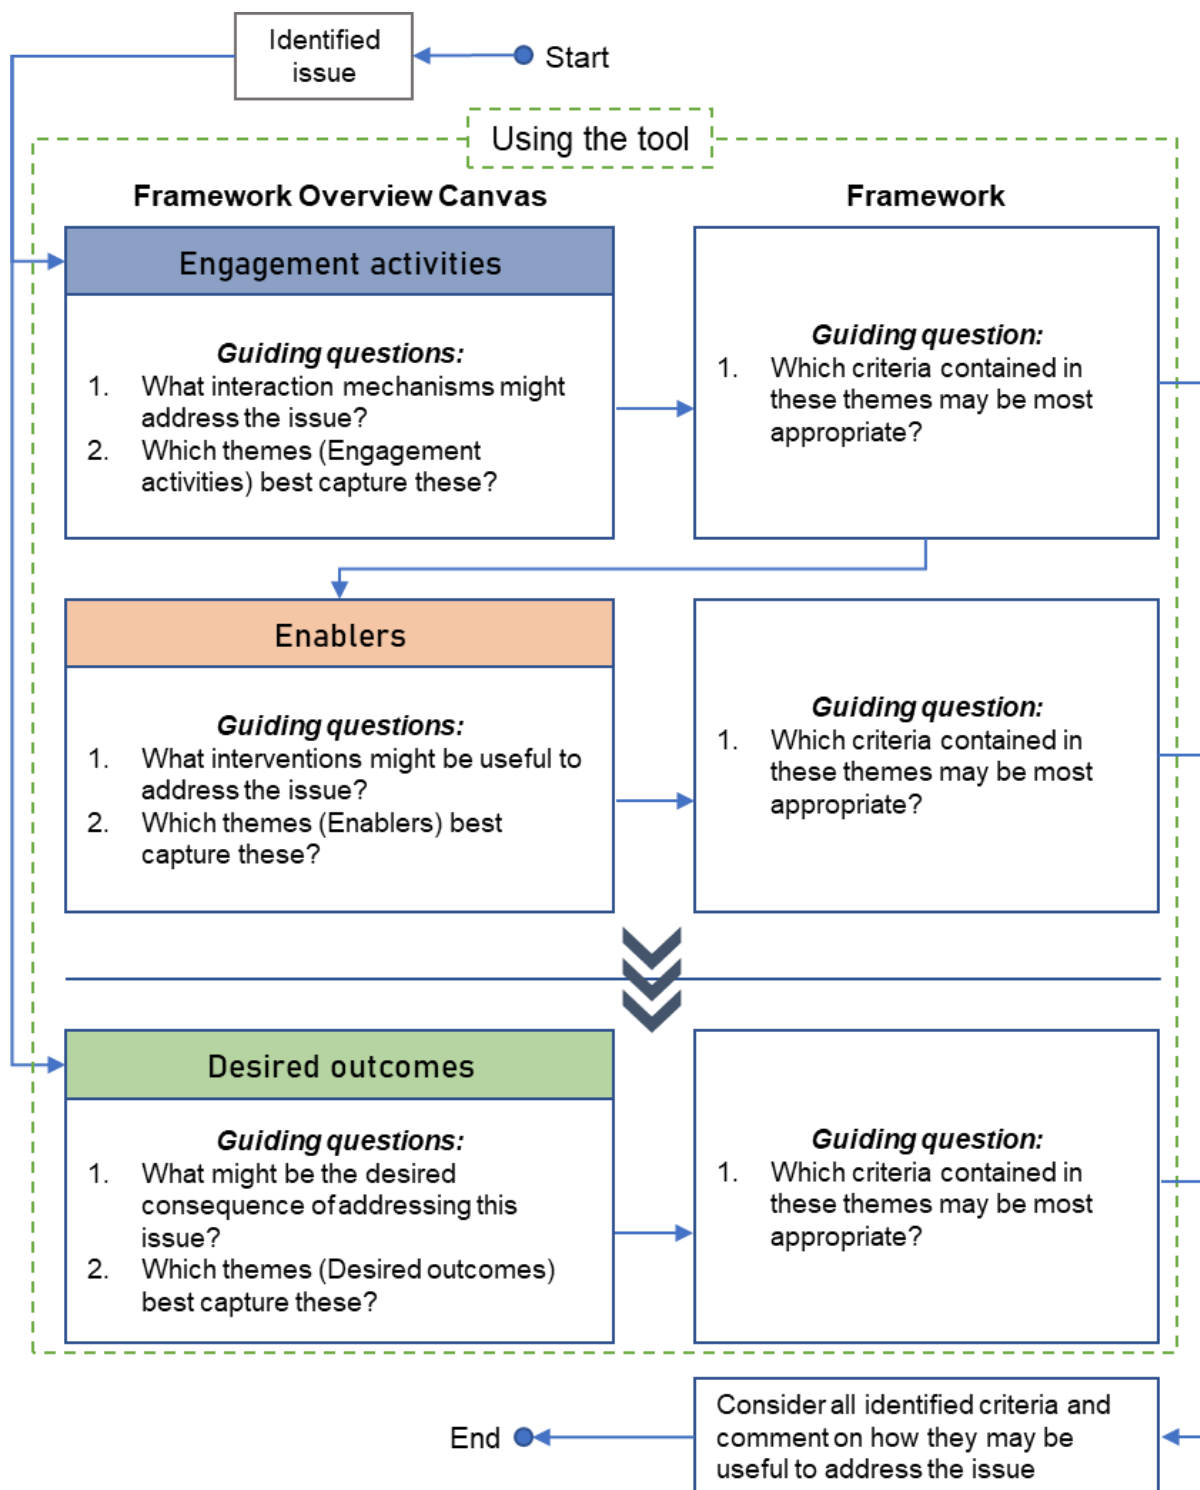 Identified
issue
Start
Using the tool
Framework Overview Canvas
Framework
Engagement activities
Guiding questions:
1. What interaction mechanisms might
address the issue?
2. Which themes (Engagement
activities) best capture these?
Guiding question:
1. Which criteria contained in
these themes may be most
appropriate?
Enablers
Guiding questions:
1. What interventions might be useful to
address the issue?
2. Which themes (Enablers) best
capture these?
Guiding question:
1. Which criteria contained in
these themes may be most
appropriate?
Desired outcomes
Guiding questions:
1. What might be the desired
consequence of addressing this
issue?
2. Which themes (Desired outcomes)
best capture these?
Guiding question:
1. Which criteria contained in
these themes may be most
appropriate?
End
Consider all identified criteria and
comment on how they may be
useful to address the issue